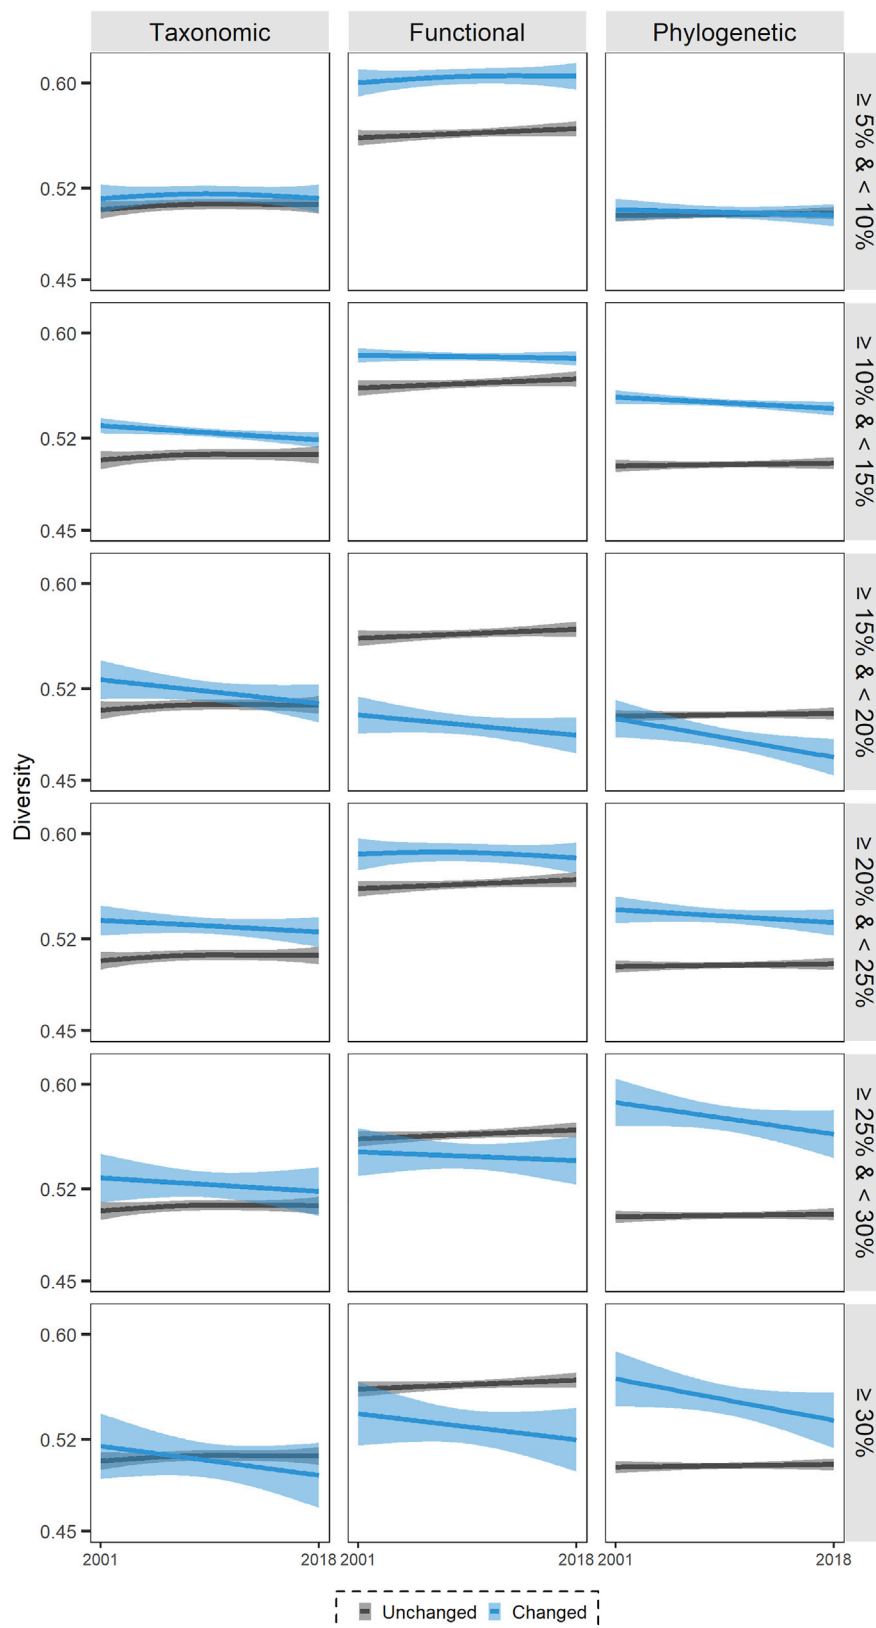 Taxonomic Functional Phylogenetic
0.60
0.52
0.45
≥ 5% & < 10%
0.60
0.52
0.45
≥ 10% & < 15%
0.60
0.52
0.45
≥ 15% & < 20%
Diversity
0.60
0.52
0.45
≥ 20% & < 25%
0.60
0.52
0.45
≥ 25% & < 30%
0.60
0.52
0.45
≥ 30%
2001 2018 2001 2018 2001 2018
Unchanged Changed